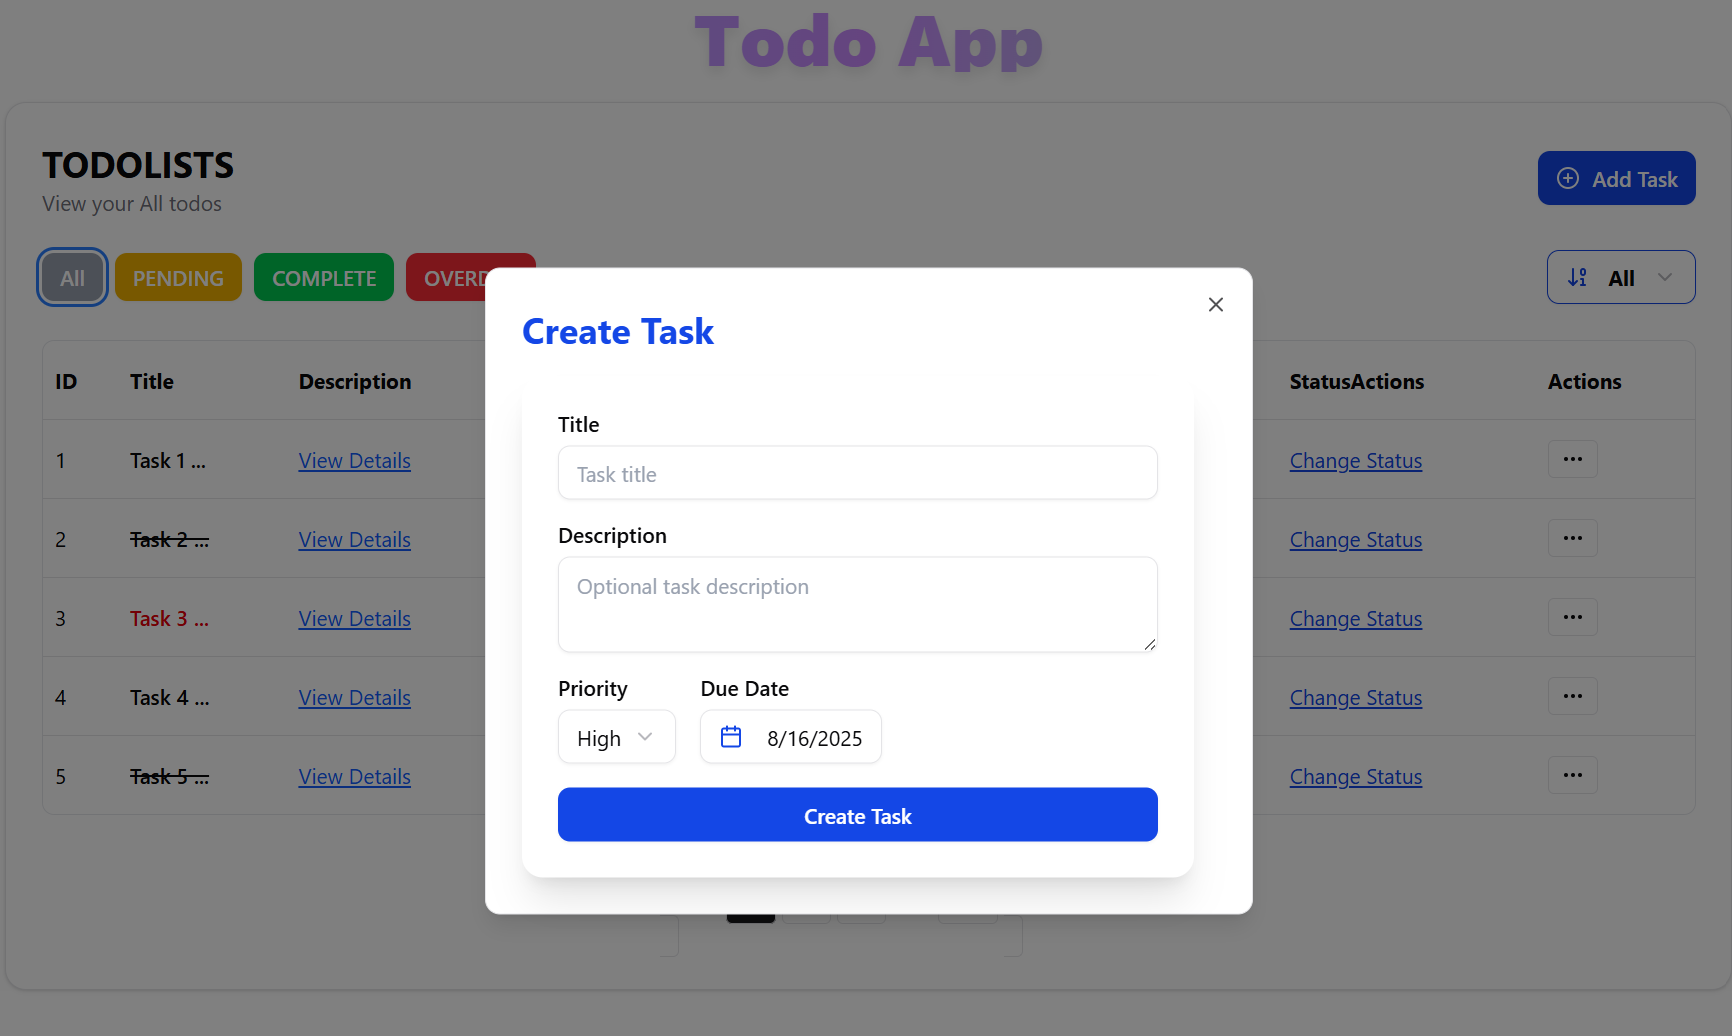 Todo App
TODOLISTS
View your All todos
Add Task
All
PENDING
COMPLETE
All
ID Title Description StatusActions Actions
1 Task 1 ... View Details Change Status ...
2 Task 2 ... View Details Change Status ...
3 Task 3 ... View Details Change Status ...
4 Task 4 ... View Details Change Status ...
5 Task 5 ... View Details Change Status ...
Create Task
Title
Task title
Description
Optional task description
Priority Due Date
High 8/16/2025
Create Task